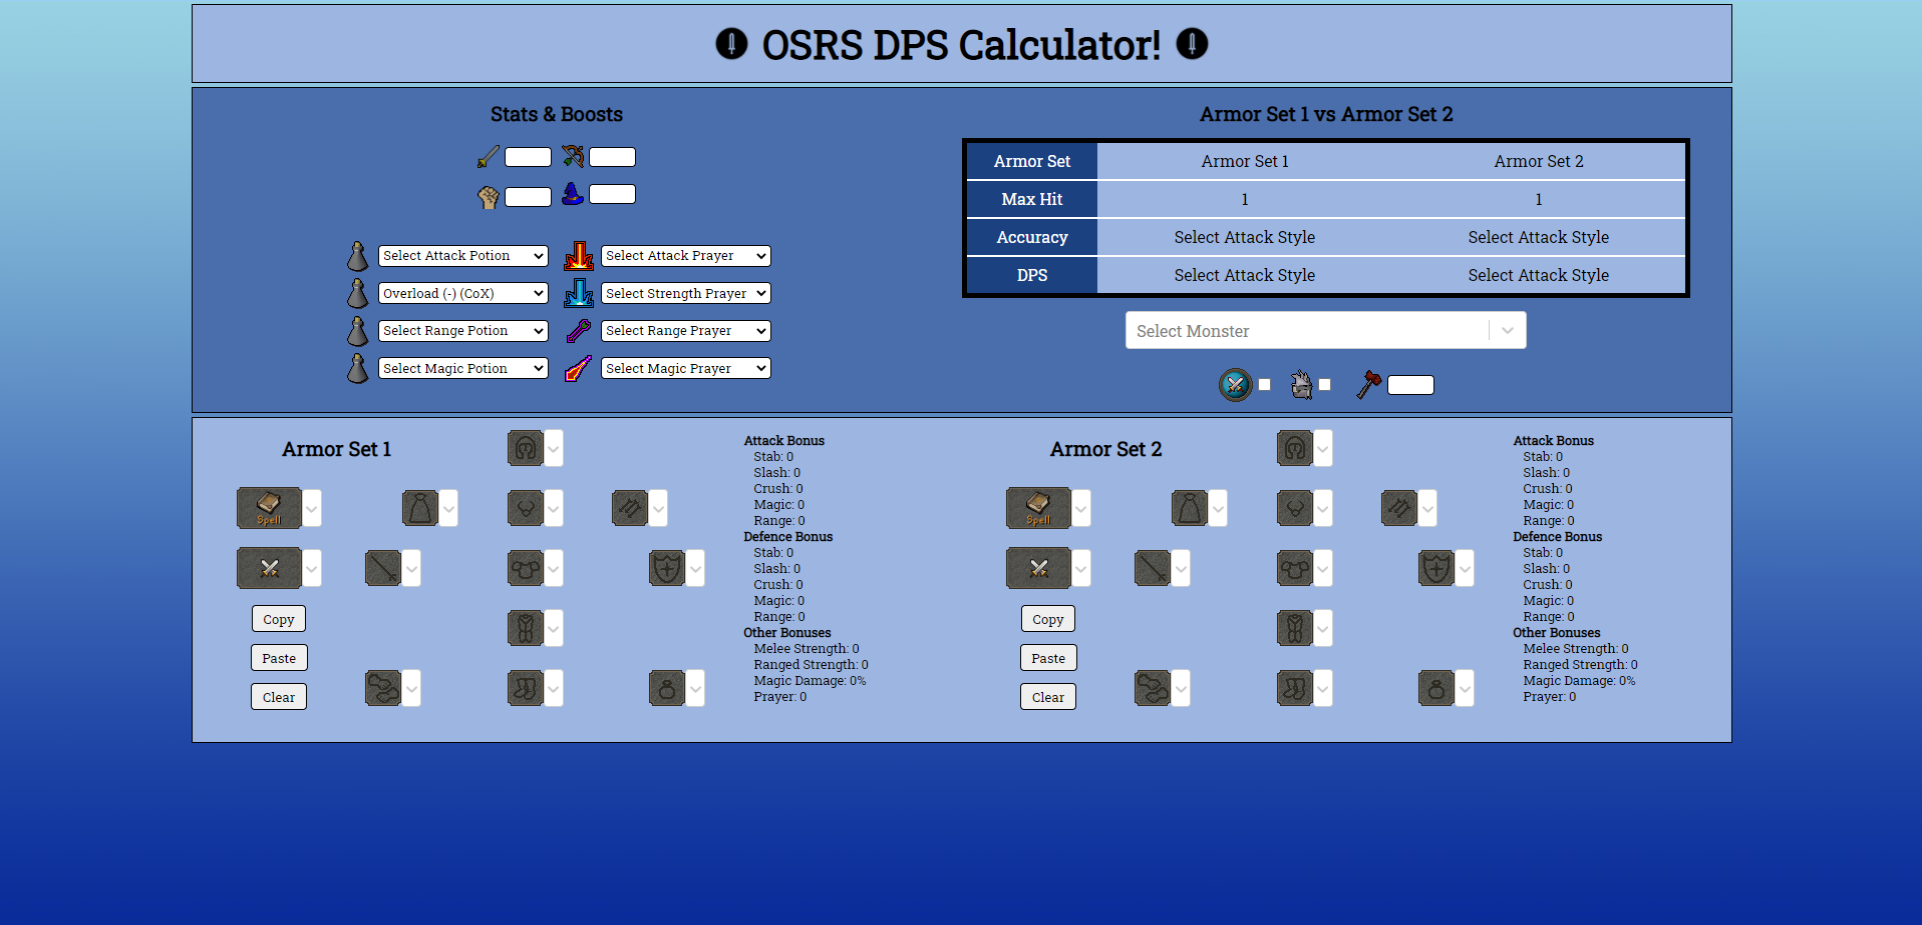 OSRS DPS Calculator!
Stats & Boosts
Select Attack Potion
Select Attack Prayer
Overload (-) (CoX)
Select Strength Prayer
Select Range Potion
Select Range Prayer
Select Magic Potion
Select Magic Prayer
Armor Set 1 vs Armor Set 2
Armor Set Armor Set 1 Armor Set 2
Max Hit 1 1
Accuracy Select Attack Style Select Attack Style
DPS Select Attack Style Select Attack Style
Select Monster
Armor Set 1
Spell
Copy
Paste
Clear
Attack Bonus
Stab: 0
Slash: 0
Crush: 0
Magic: 0
Range: 0
Defence Bonus
Stab: 0
Slash: 0
Crush: 0
Magic: 0
Range: 0
Other Bonuses
Melee Strength: 0
Ranged Strength: 0
Magic Damage: 0%
Prayer: 0
Armor Set 2
Spell
Copy
Paste
Clear
Attack Bonus
Stab: 0
Slash: 0
Crush: 0
Magic: 0
Range: 0
Defence Bonus
Stab: 0
Slash: 0
Crush: 0
Magic: 0
Range: 0
Other Bonuses
Melee Strength: 0
Ranged Strength: 0
Magic Damage: 0%
Prayer: 0